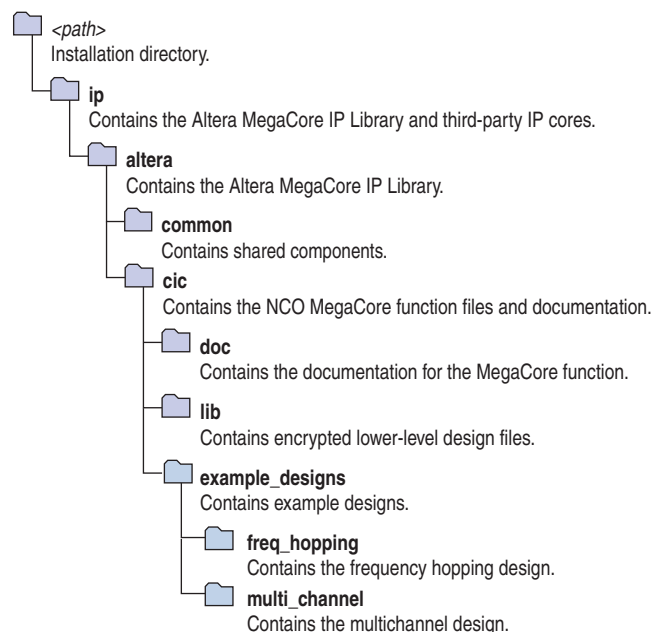 <path>
Installation directory.
ip
Contains the Altera MegaCore IP Library and third-party IP cores.
altera
Contains the Altera MegaCore IP Library.
common
Contains shared components.
cic
Contains the NCO MegaCore function files and documentation.
doc
Contains the documentation for the MegaCore function.
lib
Contains encrypted lower-level design files.
example_designs
Contains example designs.
freq_hopping
Contains the frequency hopping design.
multi_channel
Contains the multichannel design.